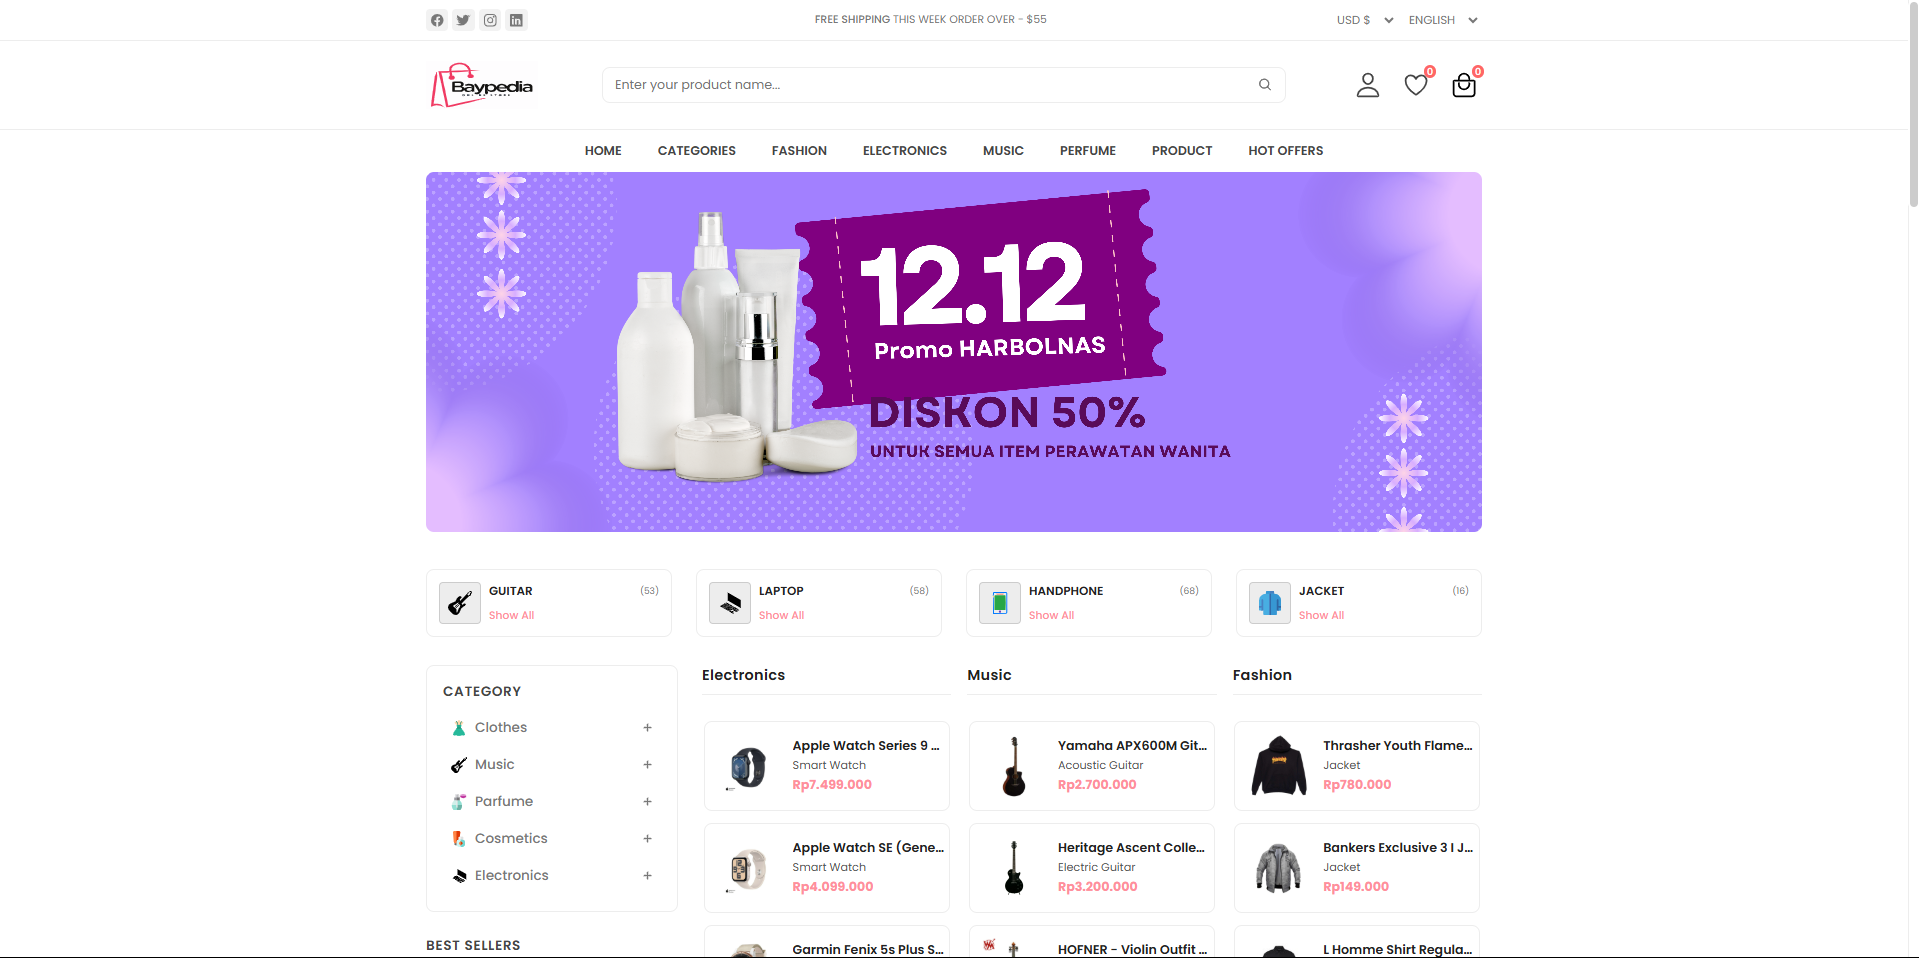 FREE SHIPPING THIS WEEK ORDER OVER - $55
USD $
ENGLISH
Baypedia
Enter your product name...
0
0
HOME
CATEGORIES
FASHION
ELECTRONICS
MUSIC
PERFUME
PRODUCT
HOT OFFERS
12.12
Promo HARBOLNAS
DISKON 50%
UNTUK SEMUA ITEM PERAWATAN WANITA
GUITAR
(53)
Show All
LAPTOP
(58)
Show All
HANDPHONE
(68)
Show All
JACKET
(16)
Show All
CATEGORY
Clothes +
Music +
Parfume +
Cosmetics +
Electronics +
BEST SELLERS
Electronics
Apple Watch Series 9 ...
Smart Watch
Rp7.499.000
Apple Watch SE (Gene...
Smart Watch
Rp4.099.000
Garmin Fenix 5s Plus S...
Music
Yamaha APX600M Git...
Acoustic Guitar
Rp2.700.000
Heritage Ascent Colle...
Electric Guitar
Rp3.200.000
HOFNER - Violin Outfit ...
Fashion
Thrasher Youth Flame...
Jacket
Rp780.000
Bankers Exclusive 3 I J...
Jacket
Rp149.000
L Homme Shirt Regula...